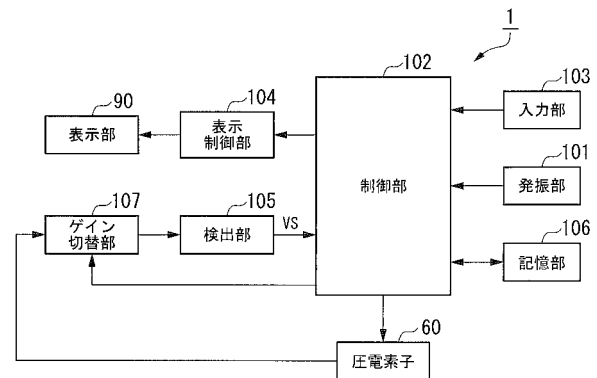 1
102
103
入力部
90
表示部
104
表示
制御部
制御部
101
発振部
107
ゲイン
切替部
105
検出部
VS
106
記憶部
60
圧電素子